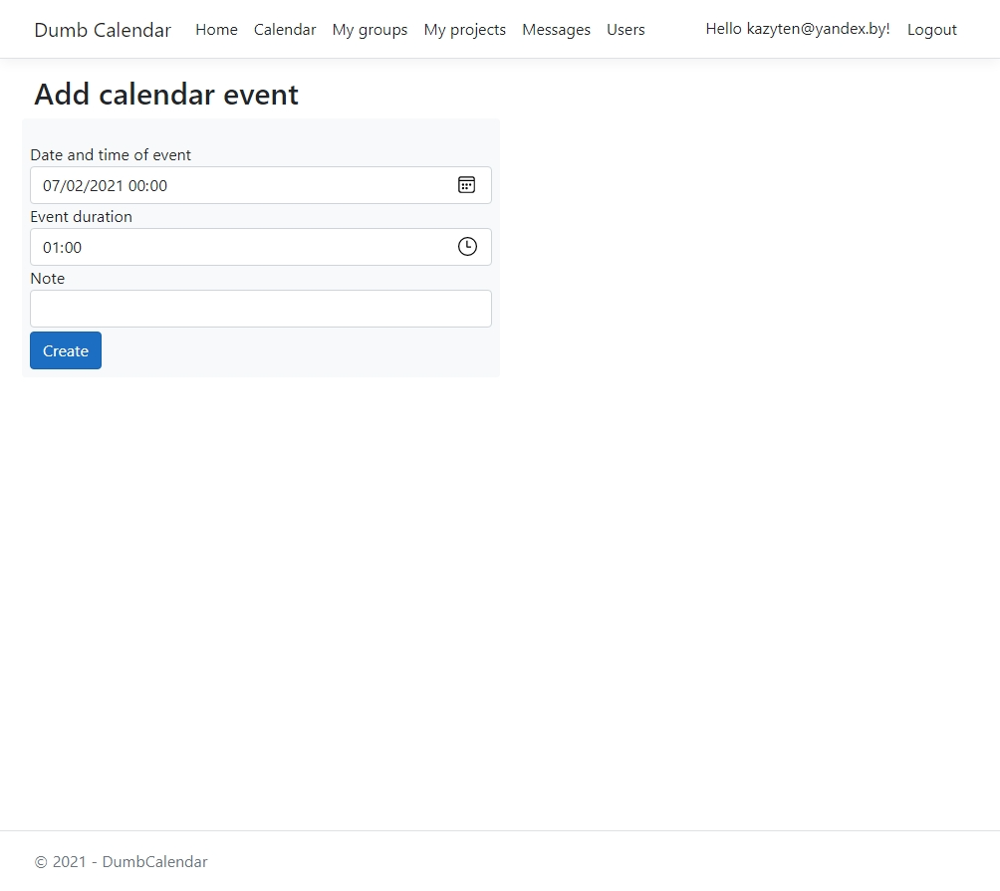 Dumb Calendar Home Calendar My groups My projects Messages Users Hello kazyten@yandex.by! Logout
Add calendar event
Date and time of event
07/02/2021 00:00
Event duration
01:00
Note
Create
© 2021 - DumbCalendar